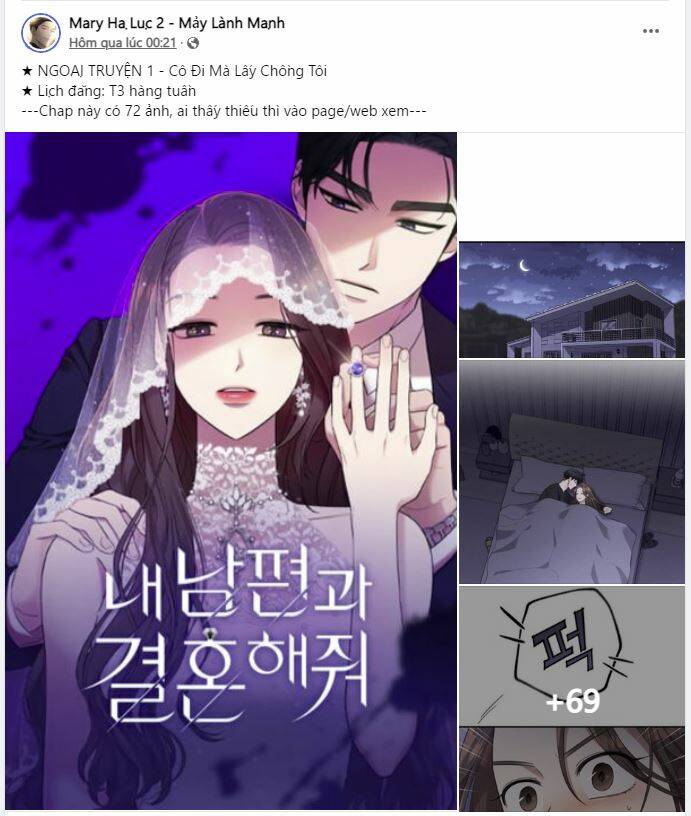 Mary Hạ Lục 2 - Mảy Lành Mạnh
Hôm qua lúc 00:21 ·
★ NGOẠI TRUYỆN 1 - Cô Đi Mà Lấy Chồng Tôi
★ Lịch đăng: T3 hàng tuần
---Chap này có 72 ảnh, ai thấy thiếu thì vào page/web xem---
내 남편과
결혼해줘
퍽
+69